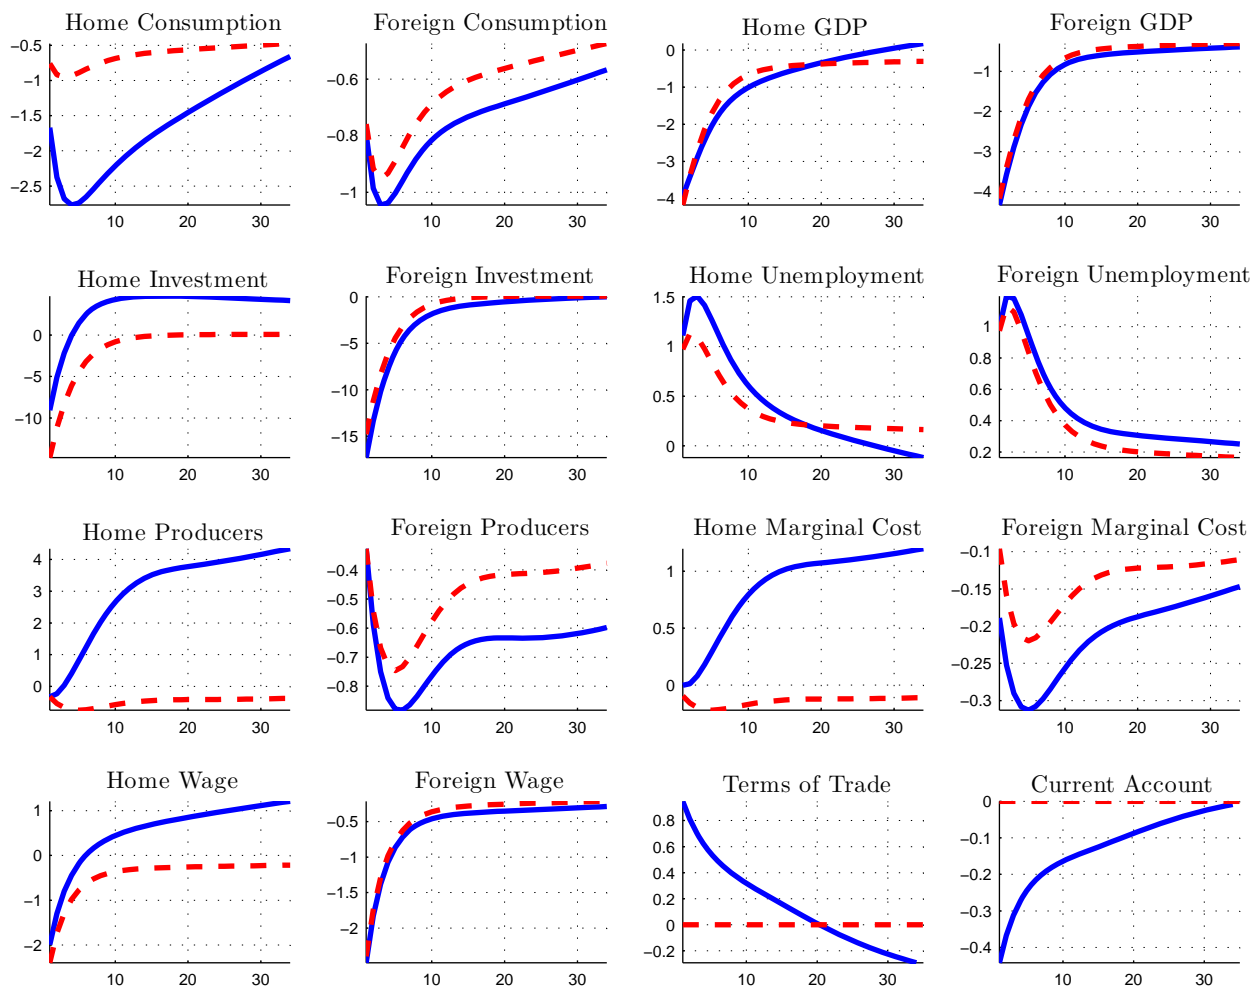 Home Consumption
−0.5
−1
−1.5
−2
−2.5
10 20 30
Foreign Consumption
−0.6
−0.8
−1
10 20 30
Home GDP
0
−1
−2
−3
−4
10 20 30
Foreign GDP
−1
−2
−3
−4
10 20 30
Home Investment
0
−5
−10
10 20 30
Foreign Investment
0
−5
−10
−15
10 20 30
Home Unemployment
1.5
1
0.5
0
10 20 30
Foreign Unemployment
1
0.8
0.6
0.4
0.2
10 20 30
Home Producers
4
3
2
1
0
10 20 30
Foreign Producers
−0.4
−0.5
−0.6
−0.7
−0.8
10 20 30
Home Marginal Cost
1
0.5
0
10 20 30
Foreign Marginal Cost
−0.1
−0.15
−0.2
−0.25
−0.3
10 20 30
Home Wage
1
0
−1
−2
10 20 30
Foreign Wage
−0.5
−1
−1.5
−2
10 20 30
Terms of Trade
0.8
0.6
0.4
0.2
0
−0.2
10 20 30
Current Account
0
−0.1
−0.2
−0.3
−0.4
10 20 30